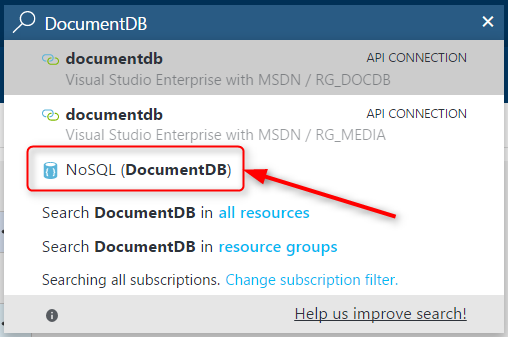 DocumentDB
documentdb API CONNECTION
Visual Studio Enterprise with MSDN / RG_DOCDB
documentdb API CONNECTION
Visual Studio Enterprise with MSDN / RG_MEDIA
NoSQL (DocumentDB)
Search DocumentDB in all resources
Search DocumentDB in resource groups
Searching all subscriptions. Change subscription filter.
Help us improve search!